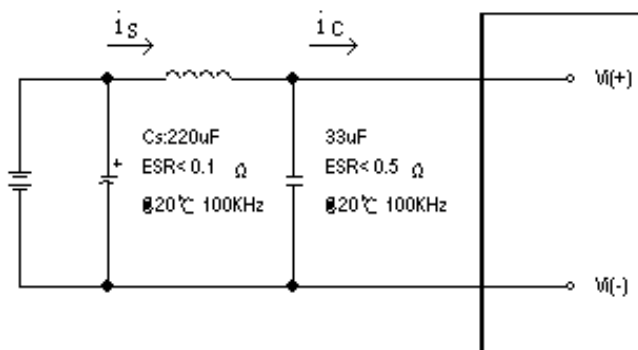 is
ic
Vi(+)
Cs:220uF
ESR< 0.1 Ω
@20℃ 100KHz
33uF
ESR< 0.5 Ω
@20℃ 100KHz
+
Vi(-)